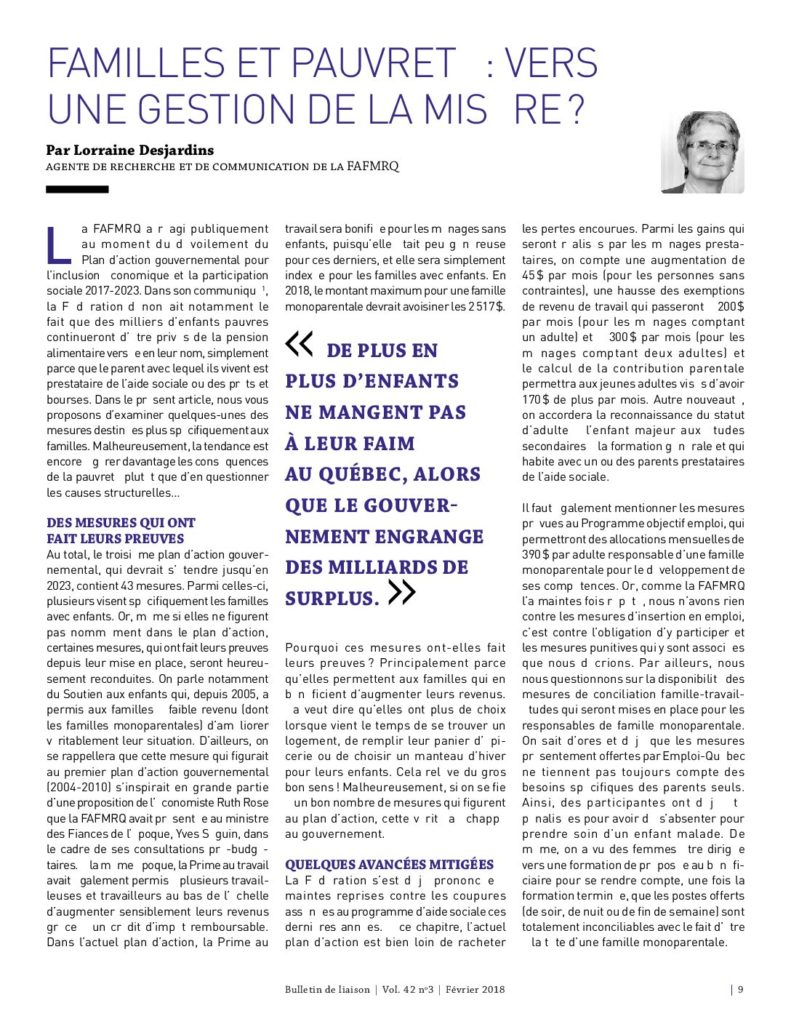 FAMILLES ET PAUVRET : VERS
UNE GESTION DE LA MIS RE ?
Par Lorraine Desjardins
AGENTE DE RECHERCHE ET DE COMMUNICATION DE LA FAFMRQ
La FAFMRQ a r agi publiquement
au moment du d voilement du
Plan d'action gouvernemental pour
l'inclusion conomique et la participation
sociale 2017-2023. Dans son communiqu ¹,
la F d ration d non ait notamment le
fait que des milliers d'enfants pauvres
continueront d' tre priv s de la pension
alimentaire vers e en leur nom, simplement
parce que le parent avec lequel ils vivent est
prestataire de l'aide sociale ou des pr ts et
bourses. Dans le pr sent article, nous vous
proposons d'examiner quelques-unes des
mesures destin es plus sp cifiquement aux
familles. Malheureusement, la tendance est
encore g rer davantage les cons quences
de la pauvret plut t que d'en questionner
les causes structurelles...
DES MESURES QUI ONT
FAIT LEURS PREUVES
Au total, le troisi me plan d'action gouver-
nemental, qui devrait s' tendre jusqu'en
2023, contient 43 mesures. Parmi celles-ci,
plusieurs visent sp cifiquement les familles
avec enfants. Or, m me si elles ne figurent
pas nomm ment dans le plan d'action,
certaines mesures, qui ont fait leurs preuves
depuis leur mise en place, seront heureu-
sement reconduites. On parle notamment
du Soutien aux enfants qui, depuis 2005, a
permis aux familles faible revenu (dont
les familles monoparentales) d'am liorer
v ritablement leur situation. D'ailleurs, on
se rappellera que cette mesure qui figurait
au premier plan d'action gouvernemental
(2004-2010) s'inspirait en grande partie
d'une proposition de l' conomiste Ruth Rose
que la FAFMRQ avait pr sent e au ministre
des Fiances de l' poque, Yves S guin, dans
le cadre de ses consultations pr -budg -
taires. la m me poque, la Prime au travail
avait galement permis plusieurs travail-
leuses et travailleurs au bas de l' chelle
d'augmenter sensiblement leurs revenus
gr ce un cr dit d'imp t remboursable.
Dans l'actuel plan d'action, la Prime au
travail sera bonifi e pour les m nages sans
enfants, puisqu'elle tait peu g n reuse
pour ces derniers, et elle sera simplement
index e pour les familles avec enfants. En
2018, le montant maximum pour une famille
monoparentale devrait avoisiner les 2 517 $.
« DE PLUS EN
PLUS D'ENFANTS
NE MANGENT PAS
À LEUR FAIM
AU QUÉBEC, ALORS
QUE LE GOUVER-
NEMENT ENGRANGE
DES MILLIARDS DE
SURPLUS. »
Pourquoi ces mesures ont-elles fait
leurs preuves ? Principalement parce
qu'elles permettent aux familles qui en
b n ficient d'augmenter leurs revenus.
a veut dire qu'elles ont plus de choix
lorsque vient le temps de se trouver un
logement, de remplir leur panier d' pi-
cerie ou de choisir un manteau d'hiver
pour leurs enfants. Cela rel ve du gros
bon sens ! Malheureusement, si on se fie
un bon nombre de mesures qui figurent
au plan d'action, cette v rit a chapp
au gouvernement.
QUELQUES AVANCÉES MITIGÉES
La F d ration s'est d j prononc e
maintes reprises contre les coupures
ass n es au programme d'aide sociale ces
derni res ann es. ce chapitre, l'actuel
plan d'action est bien loin de racheter
les pertes encourues. Parmi les gains qui
seront r alis s par les m nages presta-
taires, on compte une augmentation de
45 $ par mois (pour les personnes sans
contraintes), une hausse des exemptions
de revenu de travail qui passeront 200 $
par mois (pour les m nages comptant
un adulte) et 300 $ par mois (pour les
m nages comptant deux adultes) et
le calcul de la contribution parentale
permettra aux jeunes adultes vis s d'avoir
170 $ de plus par mois. Autre nouveaut ,
on accordera la reconnaissance du statut
d'adulte l'enfant majeur aux tudes
secondaires la formation g n rale et qui
habite avec un ou des parents prestataires
de l'aide sociale.
Il faut galement mentionner les mesures
pr vues au Programme objectif emploi, qui
permettront des allocations mensuelles de
390 $ par adulte responsable d'une famille
monoparentale pour le d veloppement de
ses comp tences. Or, comme la FAFMRQ
l'a maintes fois r p t , nous n'avons rien
contre les mesures d'insertion en emploi,
c'est contre l'obligation d'y participer et
les mesures punitives qui y sont associ es
que nous d crions. Par ailleurs, nous
nous questionnons sur la disponibilit des
mesures de conciliation famille-travail-
tudes qui seront mises en place pour les
responsables de famille monoparentale.
On sait d'ores et d j que les mesures
pr sentement offertes par Emploi-Qu bec
ne tiennent pas toujours compte des
besoins sp cifiques des parents seuls.
Ainsi, des participantes ont d j t
p nalis es pour avoir d s'absenter pour
prendre soin d'un enfant malade. De
m me, on a vu des femmes tre dirig e
vers une formation de pr pos e au b n fi-
ciaire pour se rendre compte, une fois la
formation termin e, que les postes offerts
(de soir, de nuit ou de fin de semaine) sont
totalement inconciliables avec le fait d' tre
la t te d'une famille monoparentale.
Bulletin de liaison | Vol. 42 nº3 | Février 2018
| 9